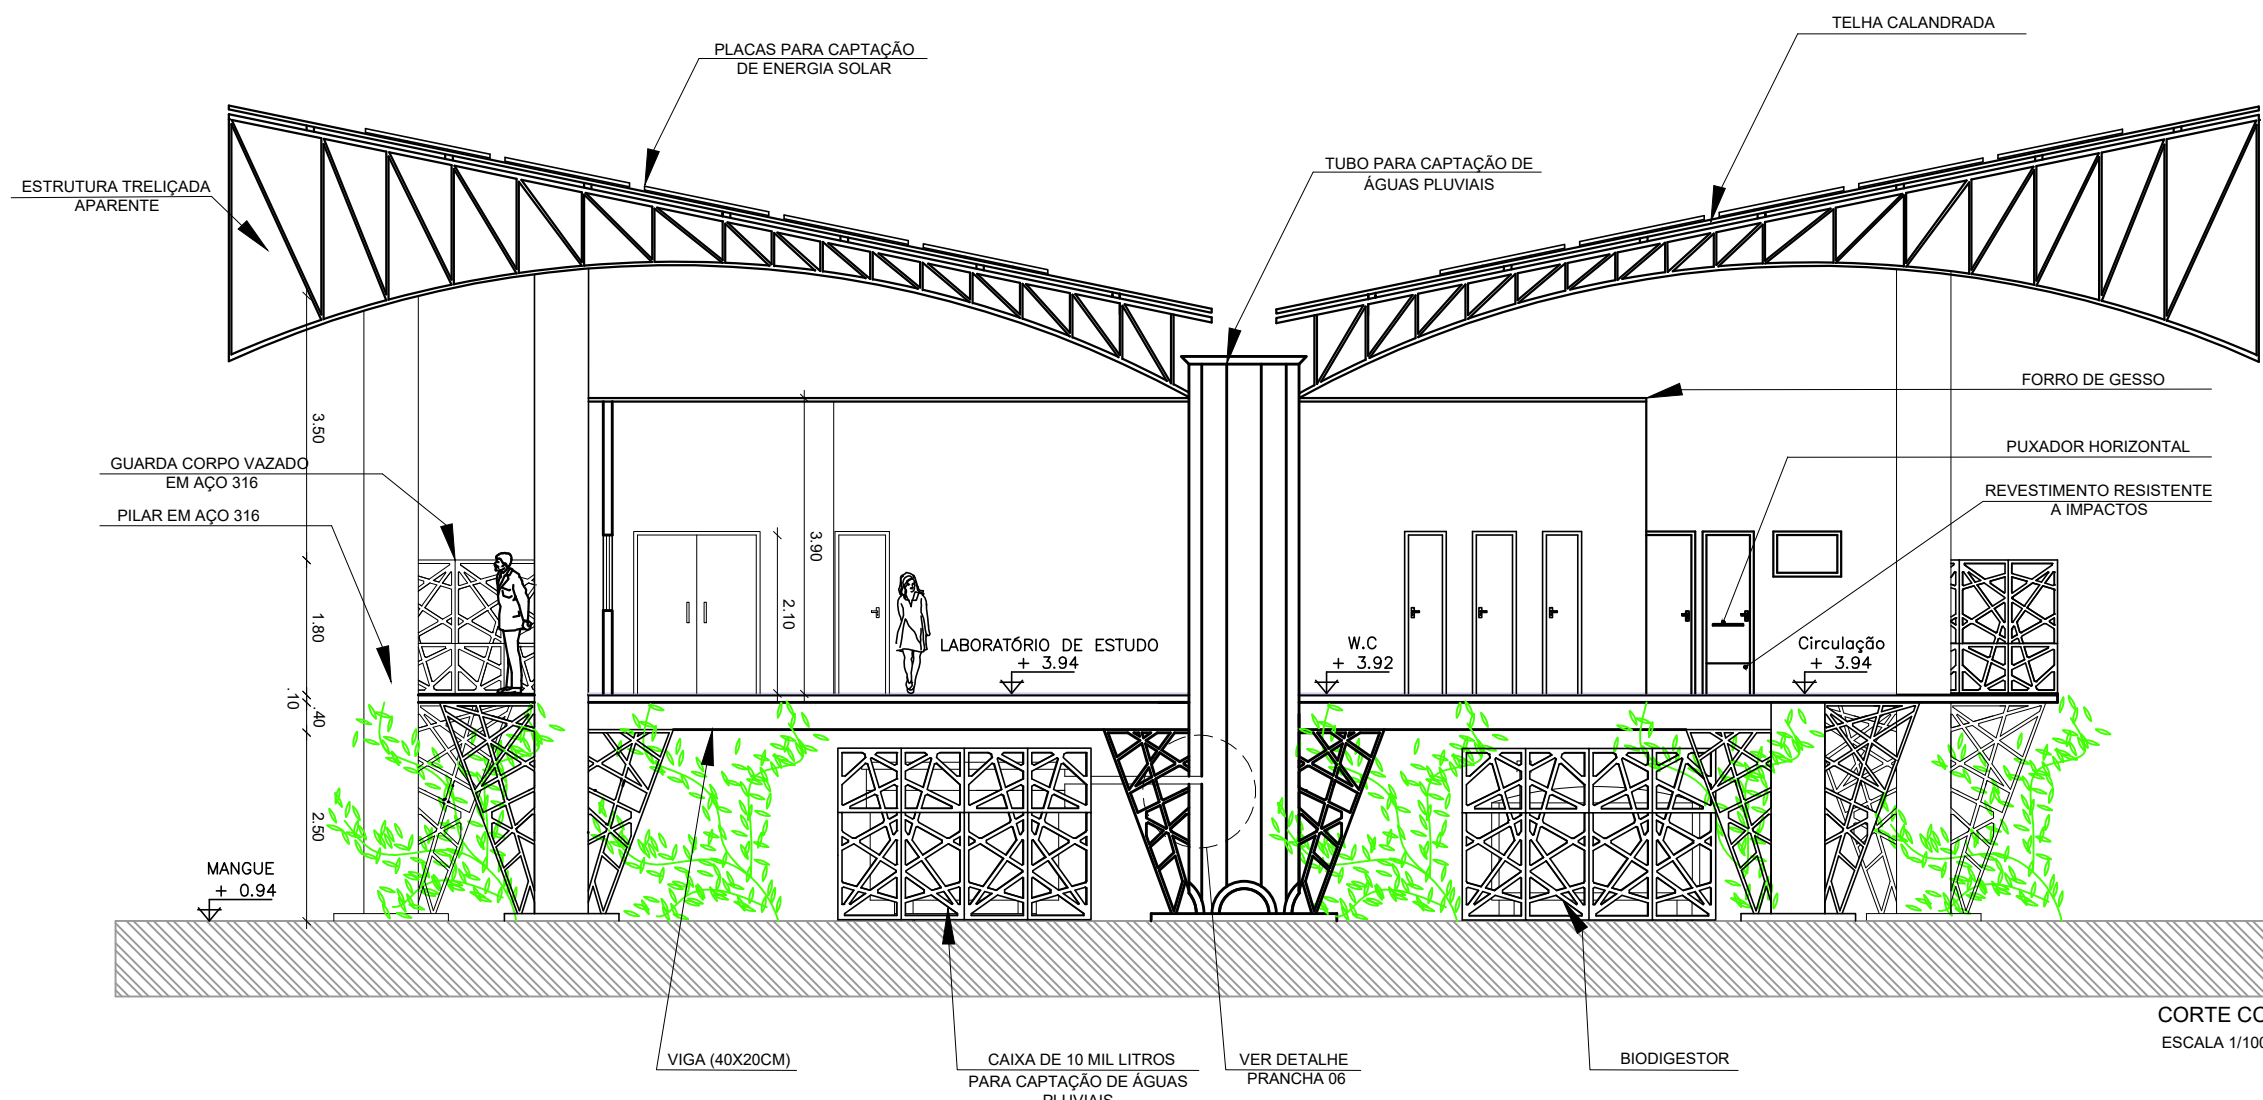 TELHA CALANDRADA
PLACAS PARA CAPTAÇÃO
DE ENERGIA SOLAR
TUBO PARA CAPTAÇÃO DE
ÁGUAS PLUVIAIS
ESTRUTURA TRELIÇADA
APARENTE
FORRO DE GESSO
3.50
GUARDA CORPO VAZADO
EM AÇO 316
PUXADOR HORIZONTAL
REVESTIMENTO RESISTENTE
A IMPACTOS
PILAR EM AÇO 316
3.90
2.10
1.80
LABORATÓRIO DE ESTUDO
+ 3.94
W.C
+ 3.92
Circulação
+ 3.94
.10
.40
2.50
MANGUE
+ 0.94
CORTE CO
ESCALA 1/100
VIGA (40X20CM)
CAIXA DE 10 MIL LITROS
PARA CAPTAÇÃO DE ÁGUAS
PLUVIAIS
VER DETALHE
PRANCHA 06
BIODIGESTOR